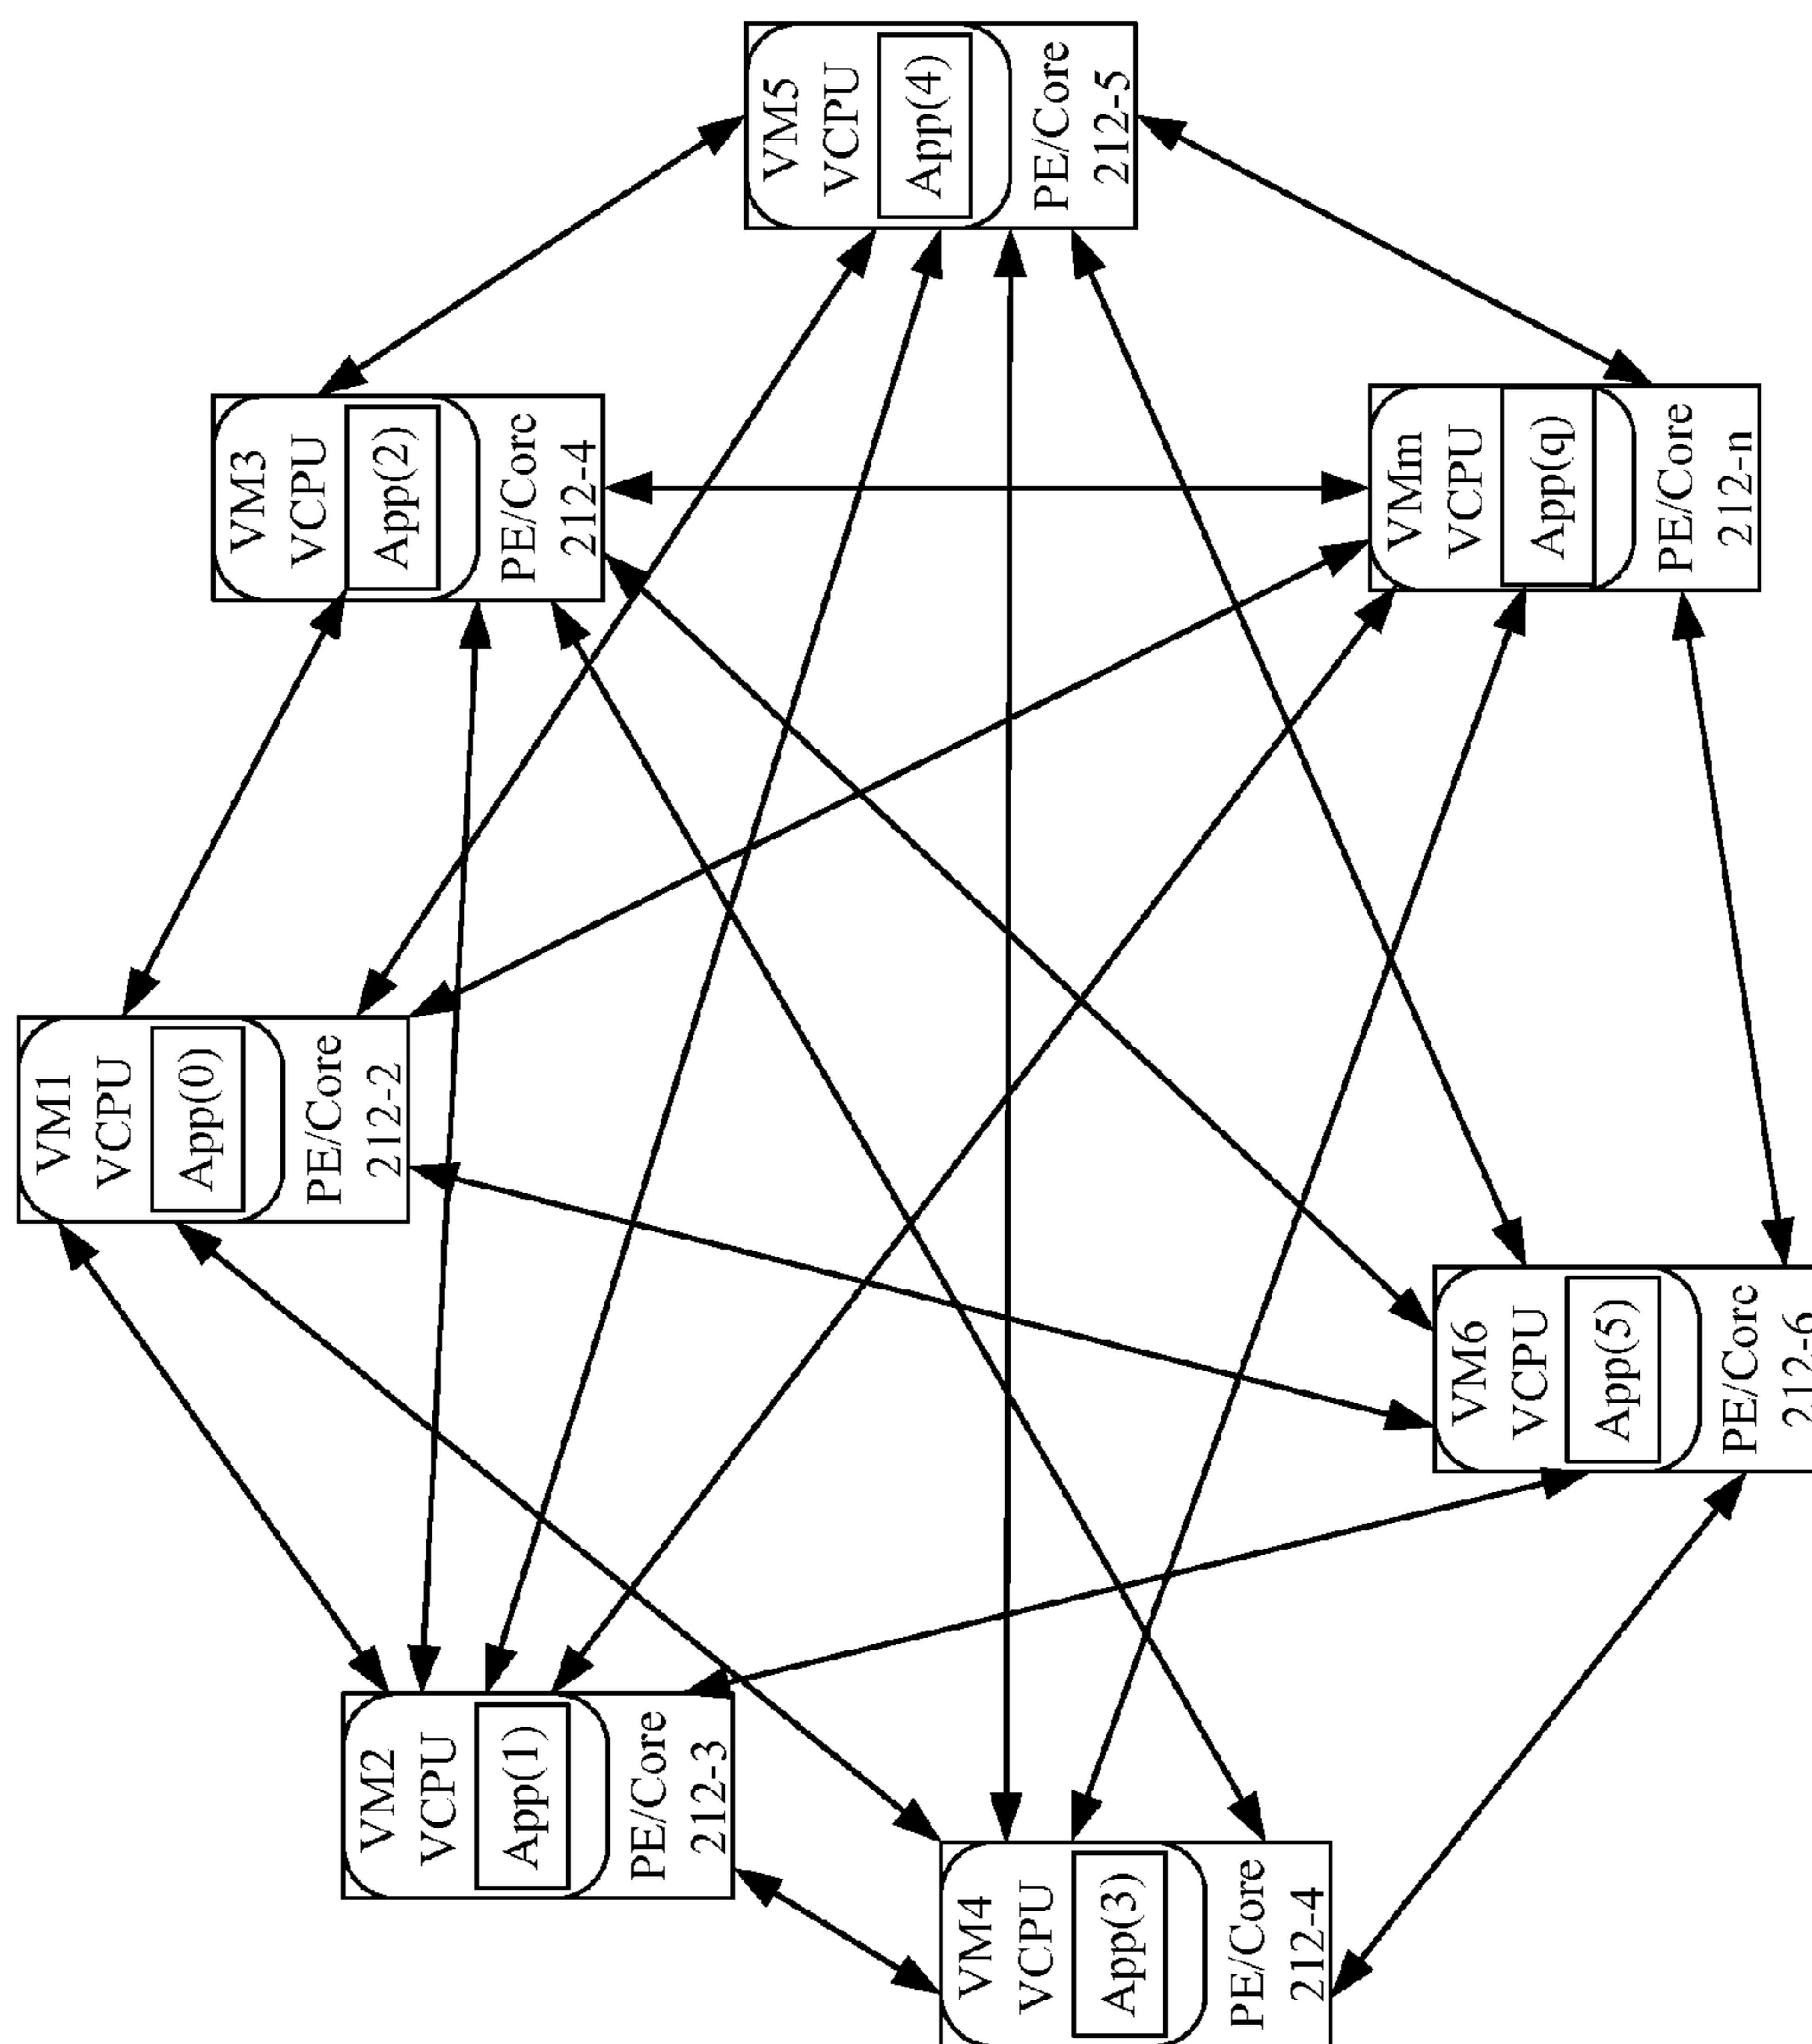 VM1
VCPU
App(0)
PE/Core
212-2
VM3
VCPU
App(2)
PE/Core
212-4
VM2
VCPU
App(1)
PE/Core
212-3
VM5
VCPU
App(4)
PE/Core
212-5
VM4
VCPU
App(3)
PE/Core
212-4
VMm
VCPU
App(q)
PE/Core
212-n
VM6
VCPU
App(5)
PE/Core
212-6